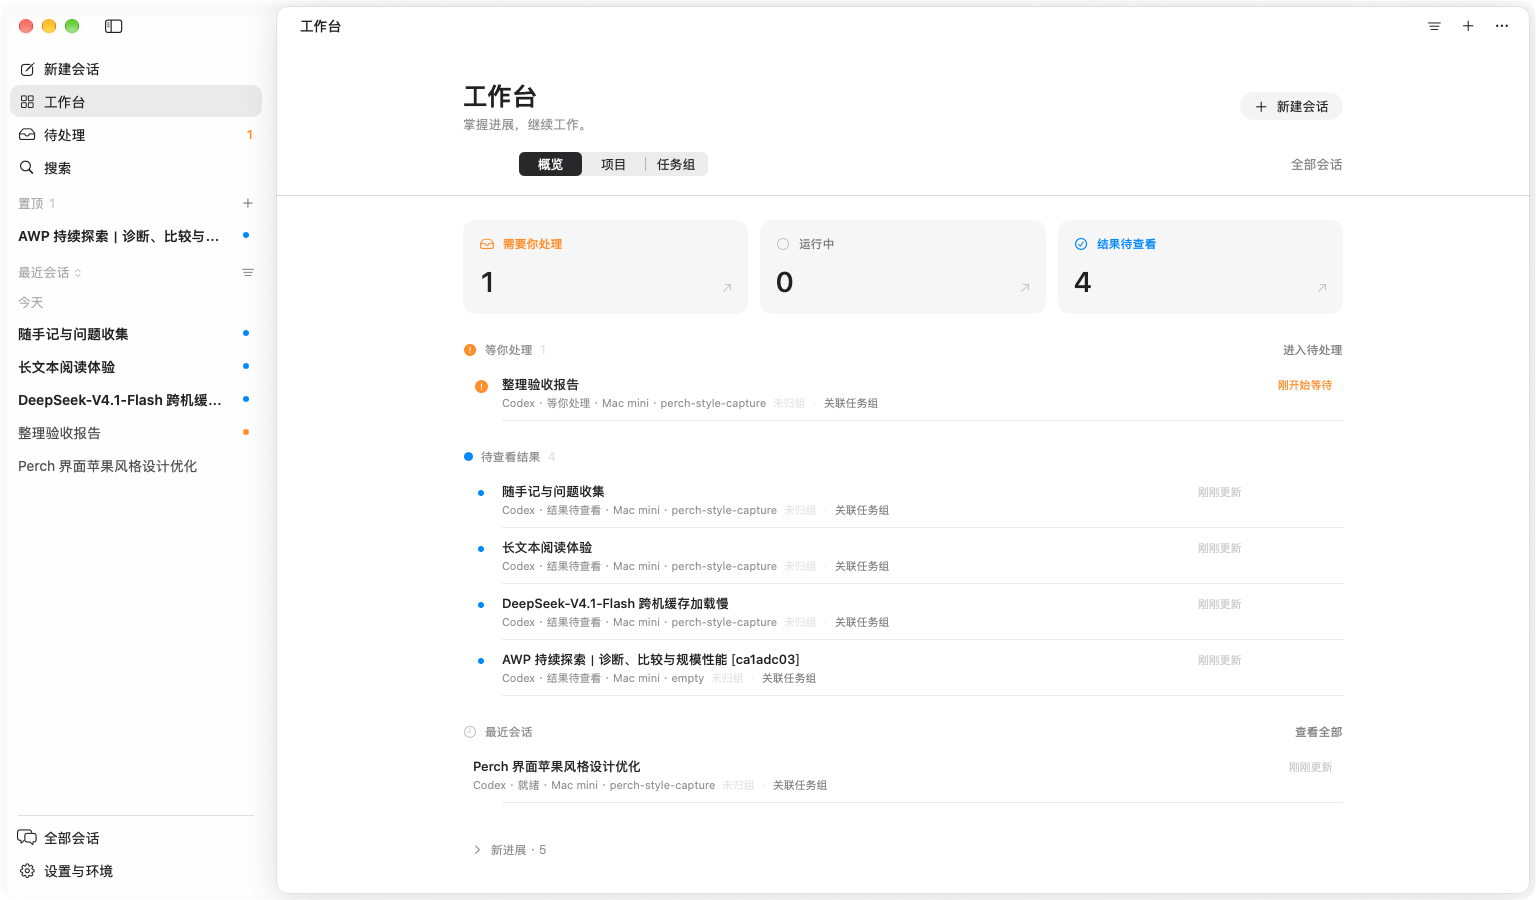 工作台
新建会话
工作台
待处理 1
搜索
置顶 1
AWP 持续探索 | 诊断、比较与...
最近会话
今天
随手记与问题收集
长文本阅读体验
DeepSeek-V4.1-Flash 跨机缓...
整理验收报告
Perch 界面苹果风格设计优化
全部会话
设置与环境
工作台
掌握进展，继续工作。
新建会话
概览 项目 任务组
全部会话
需要你处理
1
运行中
0
结果待查看
4
等你处理 1 进入待处理
整理验收报告 刚开始等待
Codex · 等你处理 · Mac mini · perch-style-capture 未归组 · 关联任务组
待查看结果 4
随手记与问题收集 刚刚更新
Codex · 结果待查看 · Mac mini · perch-style-capture 未归组 · 关联任务组
长文本阅读体验 刚刚更新
Codex · 结果待查看 · Mac mini · perch-style-capture 未归组 · 关联任务组
DeepSeek-V4.1-Flash 跨机缓存加载慢 刚刚更新
Codex · 结果待查看 · Mac mini · perch-style-capture 未归组 · 关联任务组
AWP 持续探索 | 诊断、比较与规模性能 [ca1adc03] 刚刚更新
Codex · 结果待查看 · Mac mini · empty 未归组 · 关联任务组
最近会话 查看全部
Perch 界面苹果风格设计优化 刚刚更新
Codex · 就绪 · Mac mini · perch-style-capture 未归组 · 关联任务组
新进展 · 5